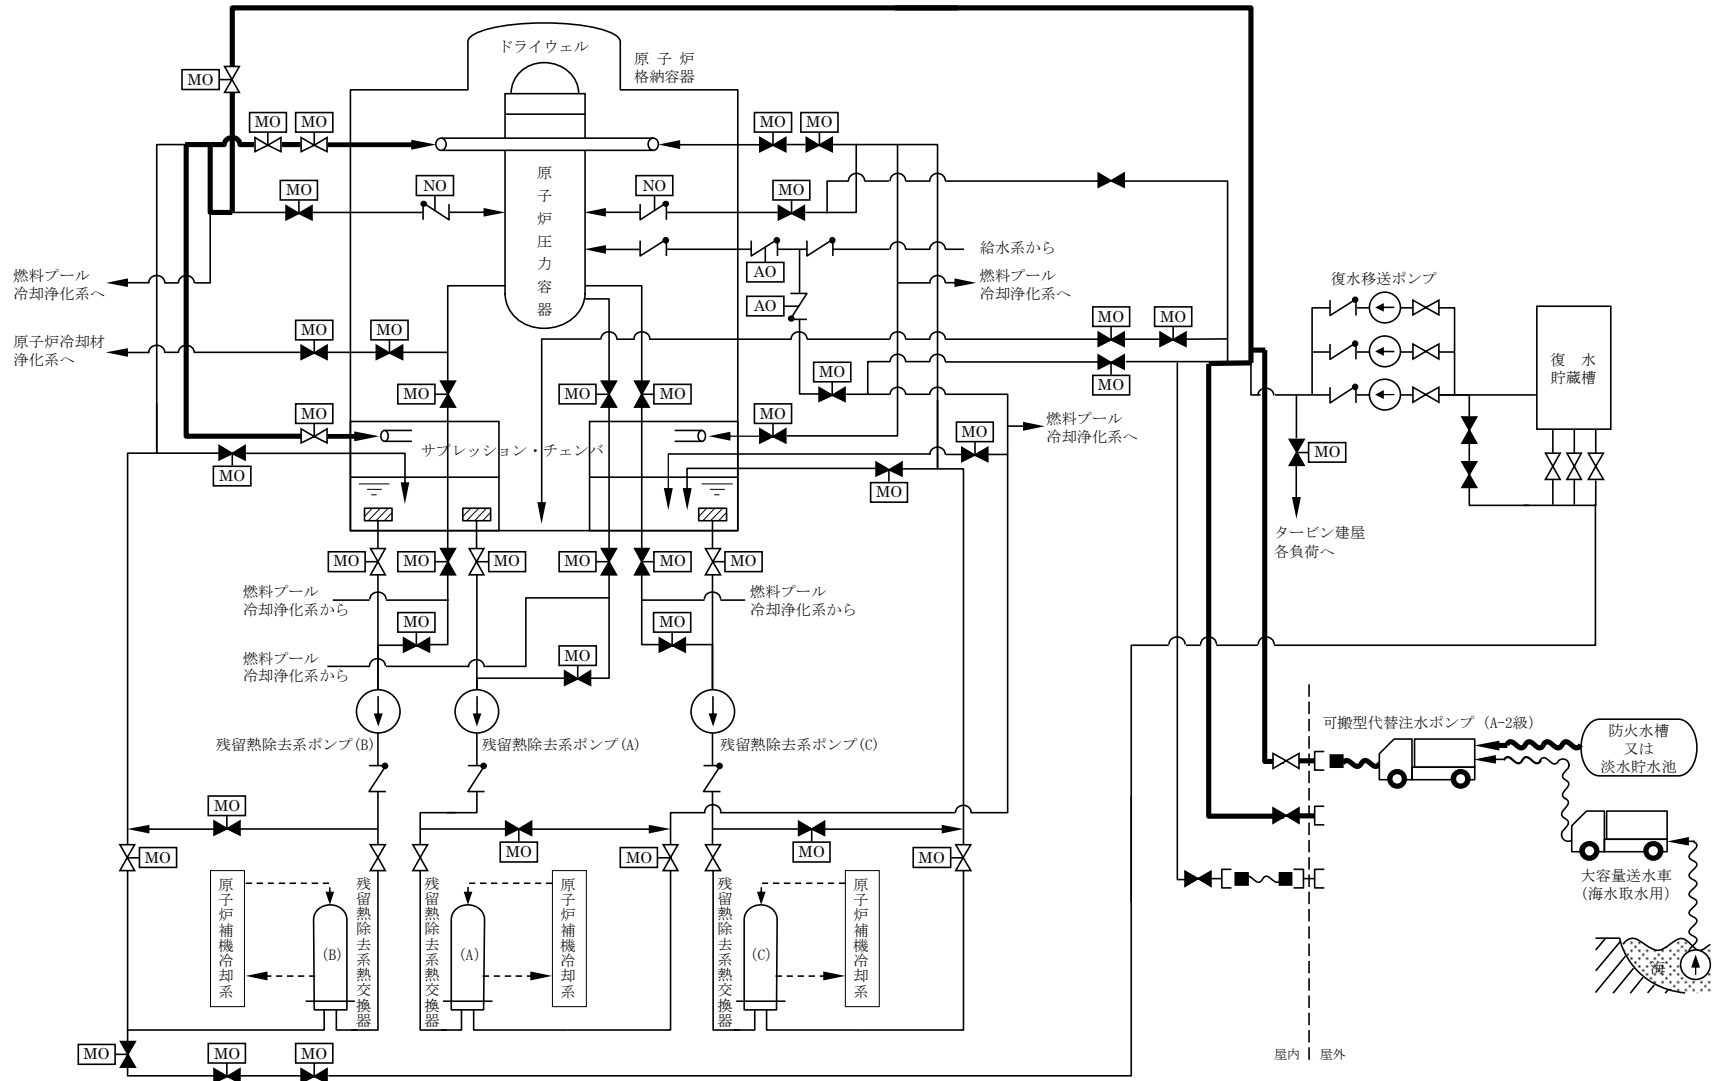 ドライウェル
原 子 炉
格納容器
MO
MO
MO
MO
MO
MO
NO
NO
MO
原子炉圧力容器
給水系から
AO
AO
燃料プール
冷却浄化系へ
燃料プール
冷却浄化系へ
復水移送ポンプ
MO
MO
MO
MO
原子炉冷却材
浄化系へ
MO
MO
復 水
貯蔵槽
MO
MO
MO
MO
MO
燃料プール
冷却浄化系へ
MO
サプレッション・チェンバ
MO
MO
MO
MO
タービン建屋
各負荷へ
MO
MO
MO
MO
MO
MO
燃料プール
冷却浄化系から
燃料プール
冷却浄化系から
MO
MO
燃料プール
冷却浄化系から
MO
残留熱除去系ポンプ(B)
残留熱除去系ポンプ(A)
残留熱除去系ポンプ(C)
可搬型代替注水ポンプ (A-2級)
防火水槽
又は
淡水貯水池
MO
MO
MO
MO
MO
MO
大容量送水車
(海水取水用)
原子炉補機冷却系
(B)
残留熱除去系熱交換器
残留熱除去系熱交換器
(A)
原子炉補機冷却系
残留熱除去系熱交換器
(C)
原子炉補機冷却系
海
MO
MO
MO
屋内
屋外